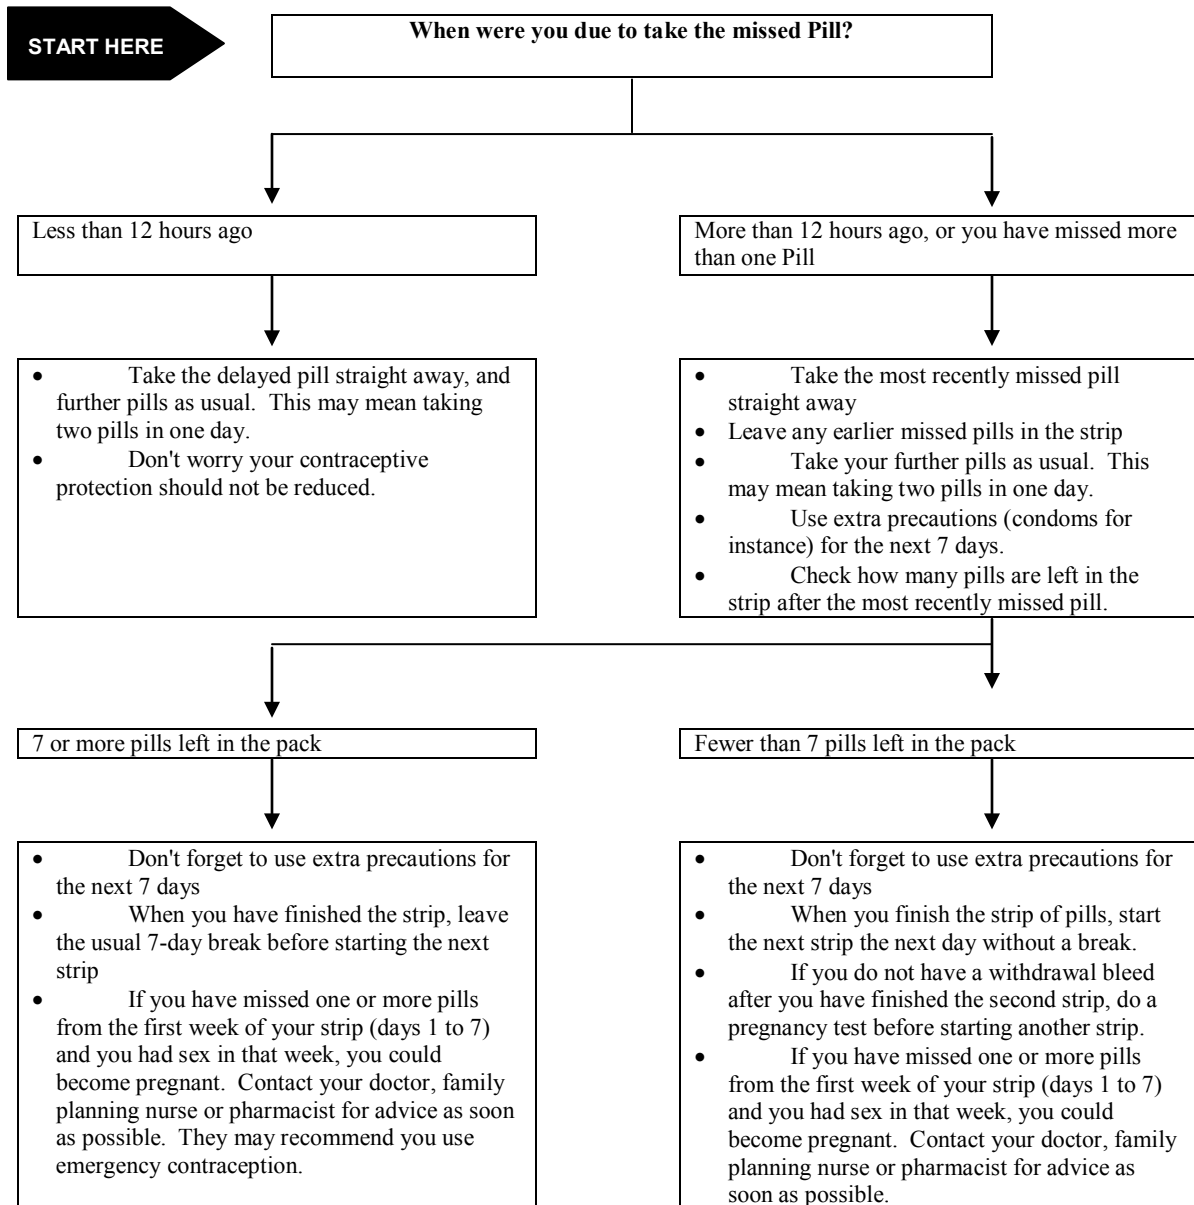 START HERE
When were you due to take the missed Pill?
Less than 12 hours ago
More than 12 hours ago, or you have missed more
than one Pill
• Take the delayed pill straight away, and
further pills as usual.  This may mean taking
two pills in one day.
• Don't worry your contraceptive
protection should not be reduced.
• Take the most recently missed pill
straight away
• Leave any earlier missed pills in the strip
• Take your further pills as usual.  This
may mean taking two pills in one day.
• Use extra precautions (condoms for
instance) for the next 7 days.
• Check how many pills are left in the
strip after the most recently missed pill.
7 or more pills left in the pack
Fewer than 7 pills left in the pack
• Don't forget to use extra precautions for
the next 7 days
• When you have finished the strip, leave
the usual 7-day break before starting the next
strip
• If you have missed one or more pills
from the first week of your strip (days 1 to 7)
and you had sex in that week, you could
become pregnant.  Contact your doctor, family
planning nurse or pharmacist for advice as soon
as possible.  They may recommend you use
emergency contraception.
• Don't forget to use extra precautions for
the next 7 days
• When you finish the strip of pills, start
the next strip the next day without a break.
• If you do not have a withdrawal bleed
after you have finished the second strip, do a
pregnancy test before starting another strip.
• If you have missed one or more pills
from the first week of your strip (days 1 to 7)
and you had sex in that week, you could
become pregnant.  Contact your doctor, family
planning nurse or pharmacist for advice as
soon as possible.